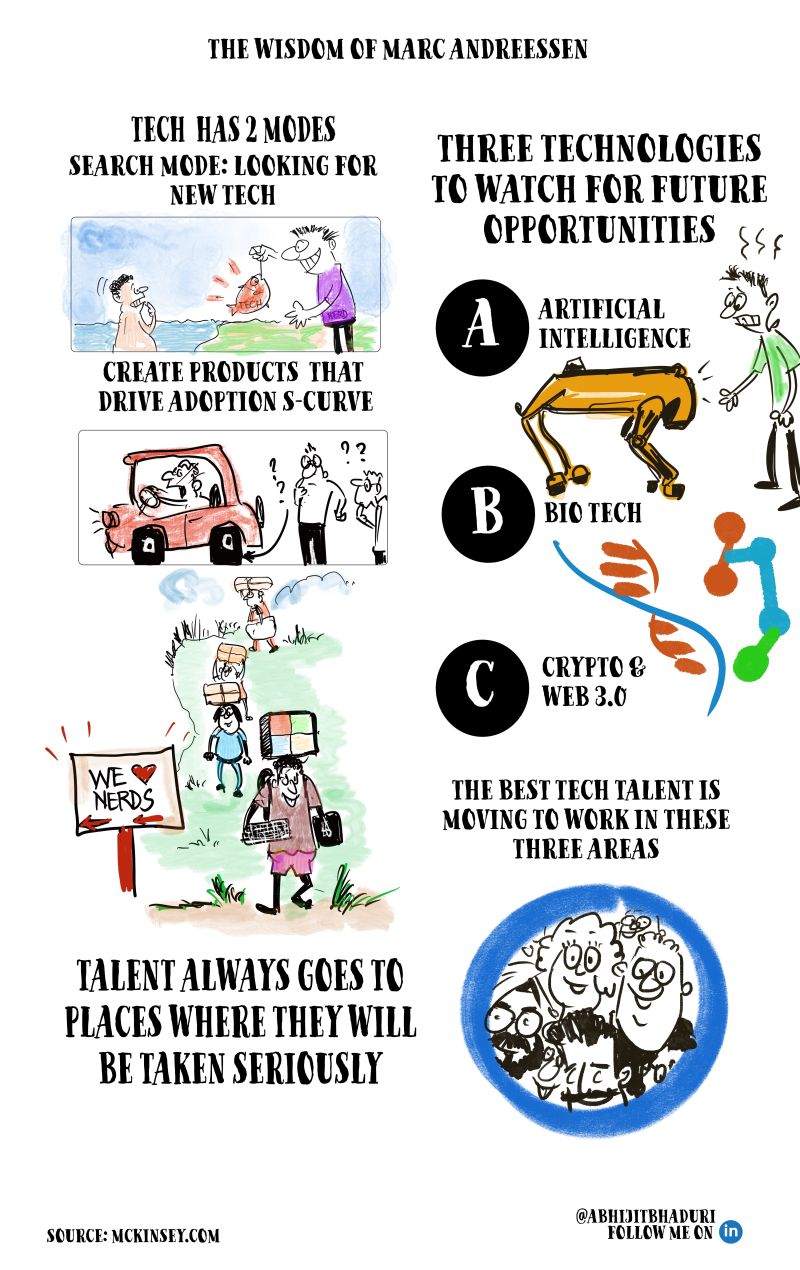 THE WISDOM OF MARC ANDREESSEN
TECH HAS 2 MODES
SEARCH MODE: LOOKING FOR
NEW TECH
TECH
NERD
CREATE PRODUCTS THAT
DRIVE ADOPTION S-CURVE
? ?
?
?
WE ❤
NERDS
TALENT ALWAYS GOES TO
PLACES WHERE THEY WILL
BE TAKEN SERIOUSLY
THREE TECHNOLOGIES
TO WATCH FOR FUTURE
OPPORTUNITIES
A
ARTIFICIAL
INTELLIGENCE
B
BIO TECH
C
CRYPTO &
WEB 3.0
THE BEST TECH TALENT IS
MOVING TO WORK IN THESE
THREE AREAS
SOURCE: MCKINSEY.COM
@ABHIJITBHADURI
FOLLOW ME ON in